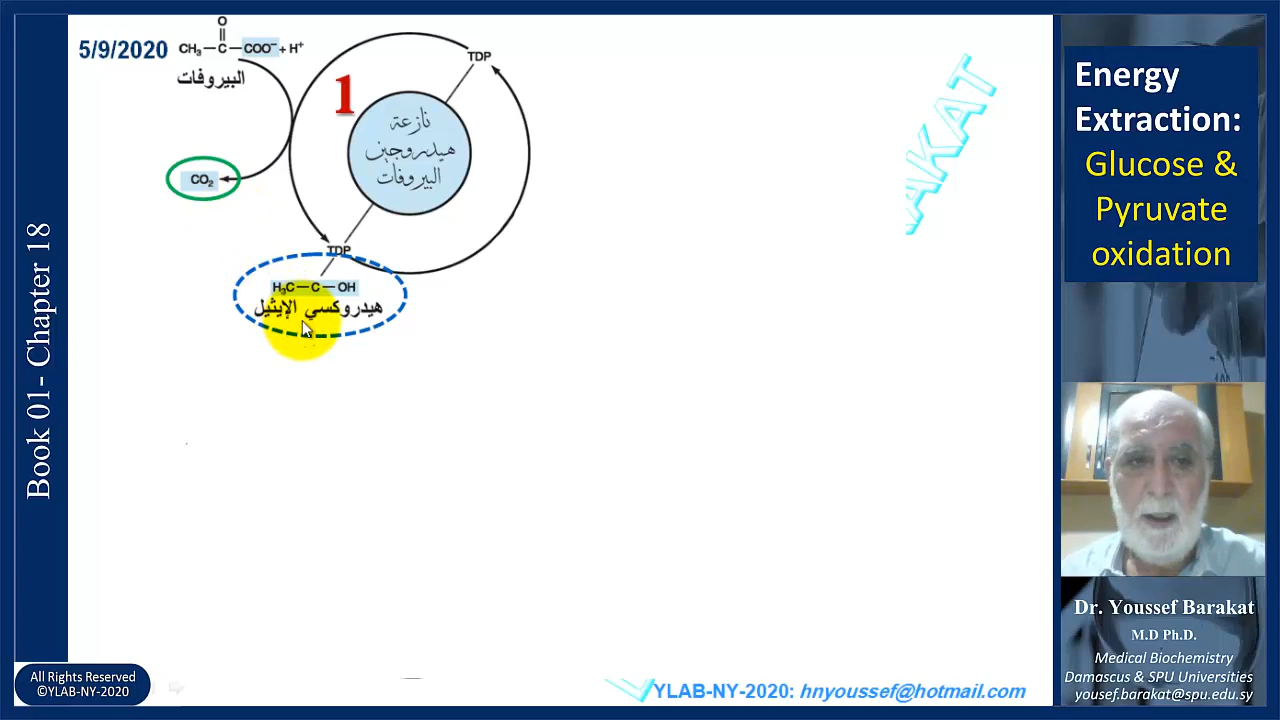 5/9/2020
O
CH₃ — C — COO⁻ + H⁺
البيروفات
TDP
1
نازعة
هيدروجين
البيروفات
CO₂
TDP
H₃C — C — OH
هيدروكسي الإيثيل
AKAT
Book 01- Chapter 18
Energy
Extraction:
Glucose &
Pyruvate
oxidation
100
Dr. Youssef Barakat
M.D Ph.D.
Medical Biochemistry
Damascus & SPU Universities
yousef.barakat@spu.edu.sy
All Rights Reserved
©YLAB-NY-2020
YLAB-NY-2020: hnyoussef@hotmail.com